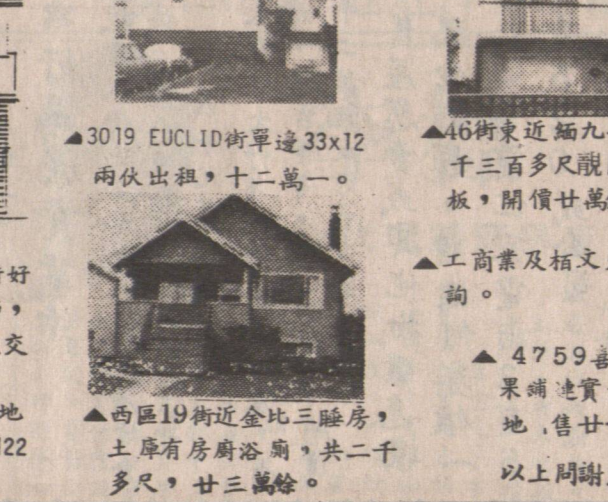 ▲3019 EUCLID街單邊33x12
兩伙出租，十二萬一。
▲西區19街近金比三睡房，
土庫有房廚浴廁，共二千
多尺，廿三萬餘。
好
，
交
地
122
▲46街東近緬九
千三百多尺靚
板，開價廿萬
▲工商業及栢文
詢。
▲ 4759
果舖連實
地，售廿
以上問謝